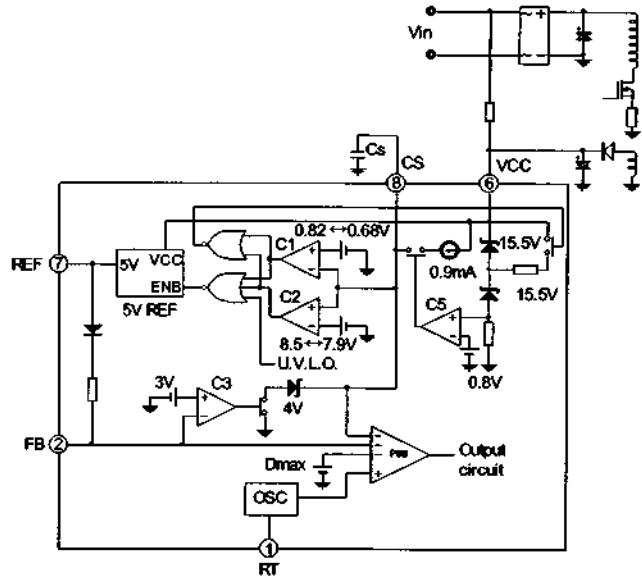 Vin
Cs
CS
VCC
8
6
REF
7
5V
VCC
ENB
5V REF
C1
0.82 ↔ 0.68V
C2
8.5 ↔ 7.9V
U.V.L.O.
0.9mA
15.5V
15.5V
C5
0.8V
3V
C3
4V
FB
2
Dmax
OSC
Output
circuit
1
RT